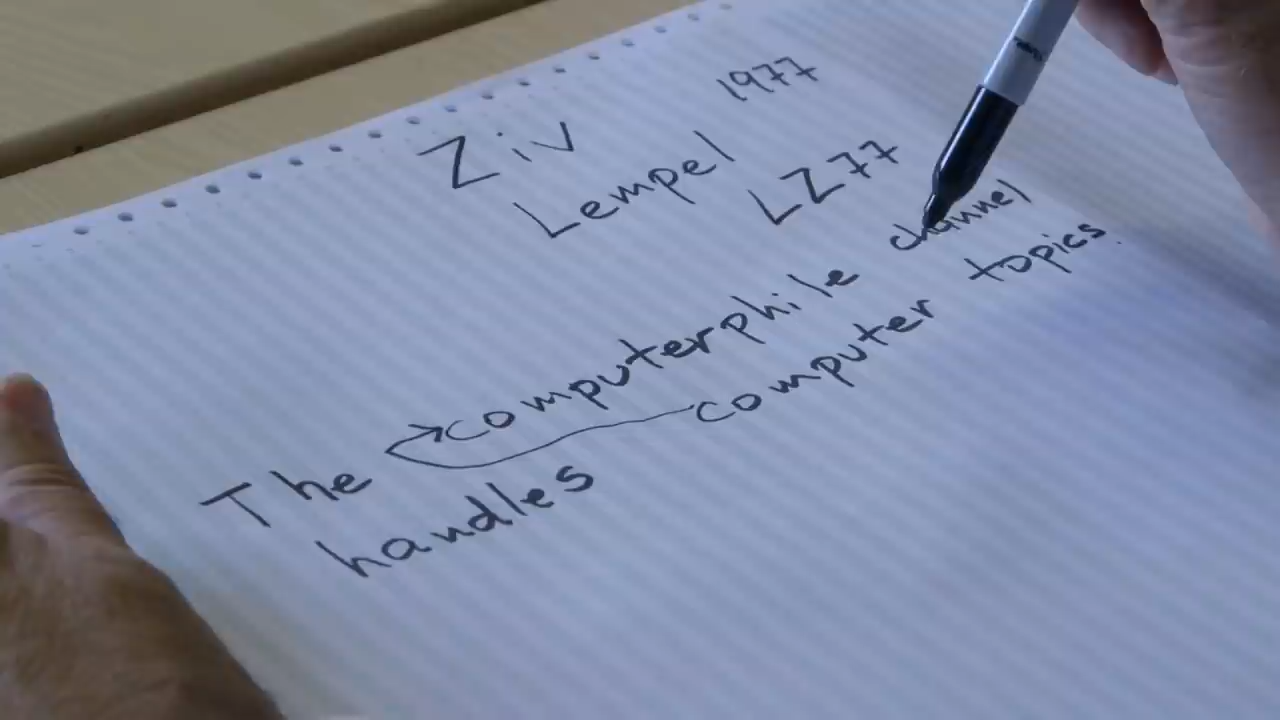 Ziv 1977
Lempel LZ77
The computerphile channel
handles computer topics.